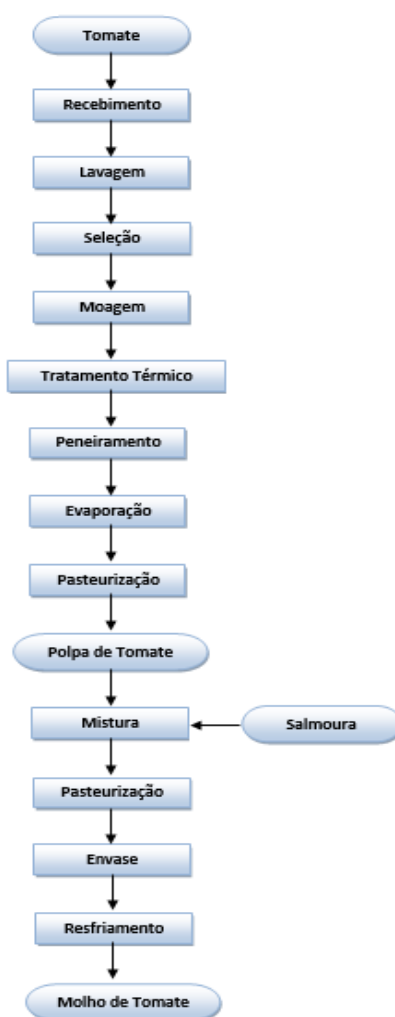 Tomate
Recebimento
Lavagem
Seleção
Moagem
Tratamento Térmico
Peneiramento
Evaporação
Pasteurização
Polpa de Tomate
Mistura
Salmoura
Pasteurização
Envase
Resfriamento
Molho de Tomate